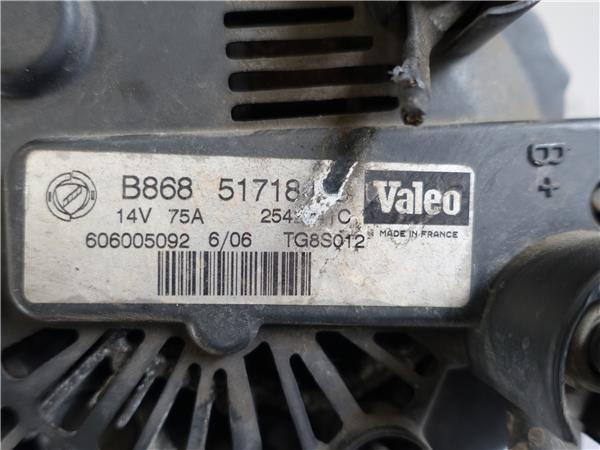 B868 51718
Valeo
14V 75A 254 C
MADE IN FRANCE
606005092 6/06 TG8S012
B+